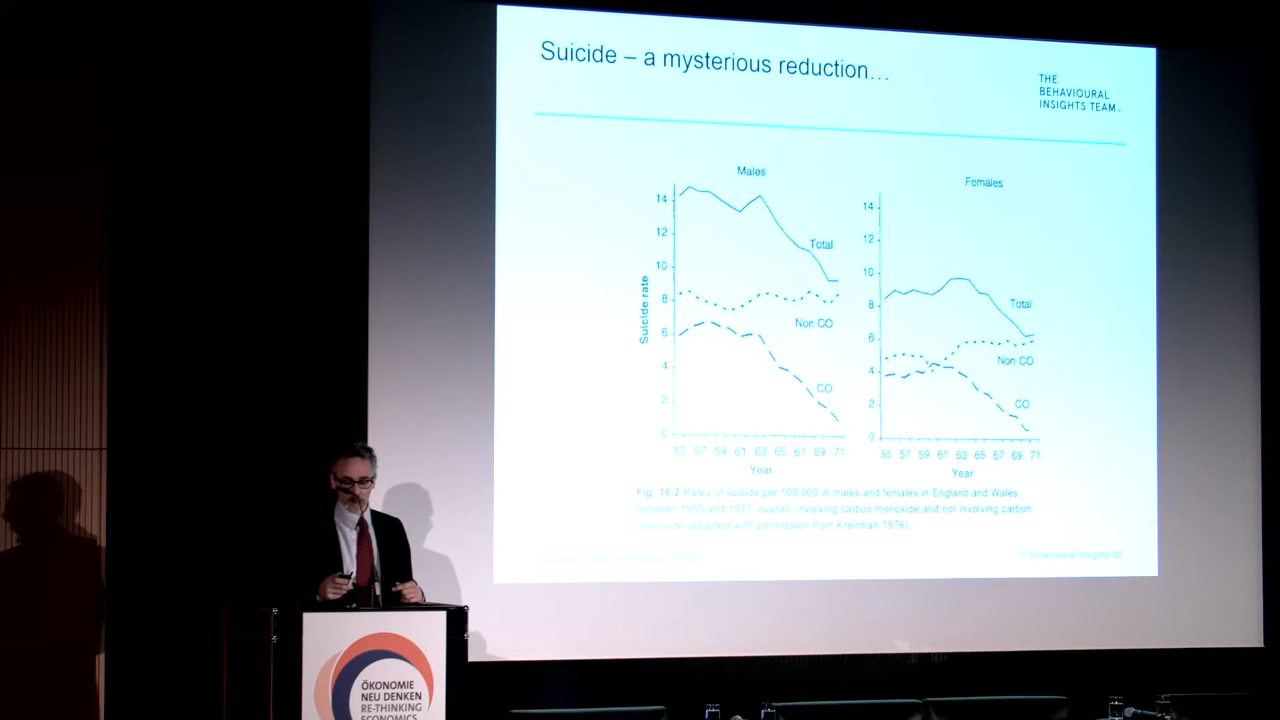 Suicide – a mysterious reduction…
THE
BEHAVIOURAL
INSIGHTS TEAM
Males
Females
14
12
10
8
6
4
2
0
Suicide rate
Total
Non CO
CO
55 57 59 61 63 65 67 69 71
Year
14
12
10
8
6
4
2
0
Total
Non CO
CO
55 57 59 61 63 65 67 69 71
Year
Fig. 16.2 Rates of suicide per 100 000 in males and females in England and Wales
between 1955 and 1971, overall, involving carbon monoxide and not involving carbon
monoxide (adjusted with permission from Kreitman 1976)
© Behavioural Insights ltd
ÖKONOMIE
NEU DENKEN
RE-THINKING
ECONOMICS